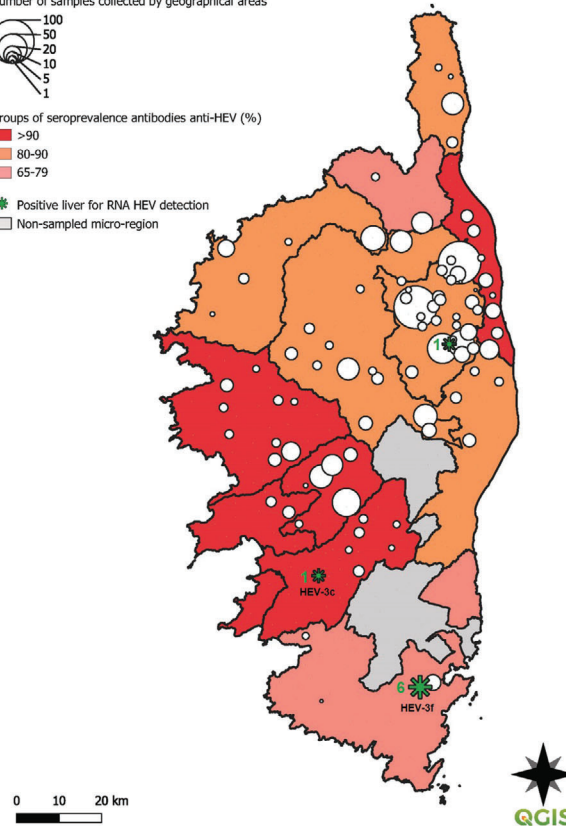 umber of samples collected by geographical areas
100
50
20
10
5
1
roups of seroprevalence antibodies anti-HEV (%)
>90
80-90
65-79
Positive liver for RNA HEV detection
Non-sampled micro-region
1
1
HEV-3c
6
HEV-3f
0 10 20 km
QGIS